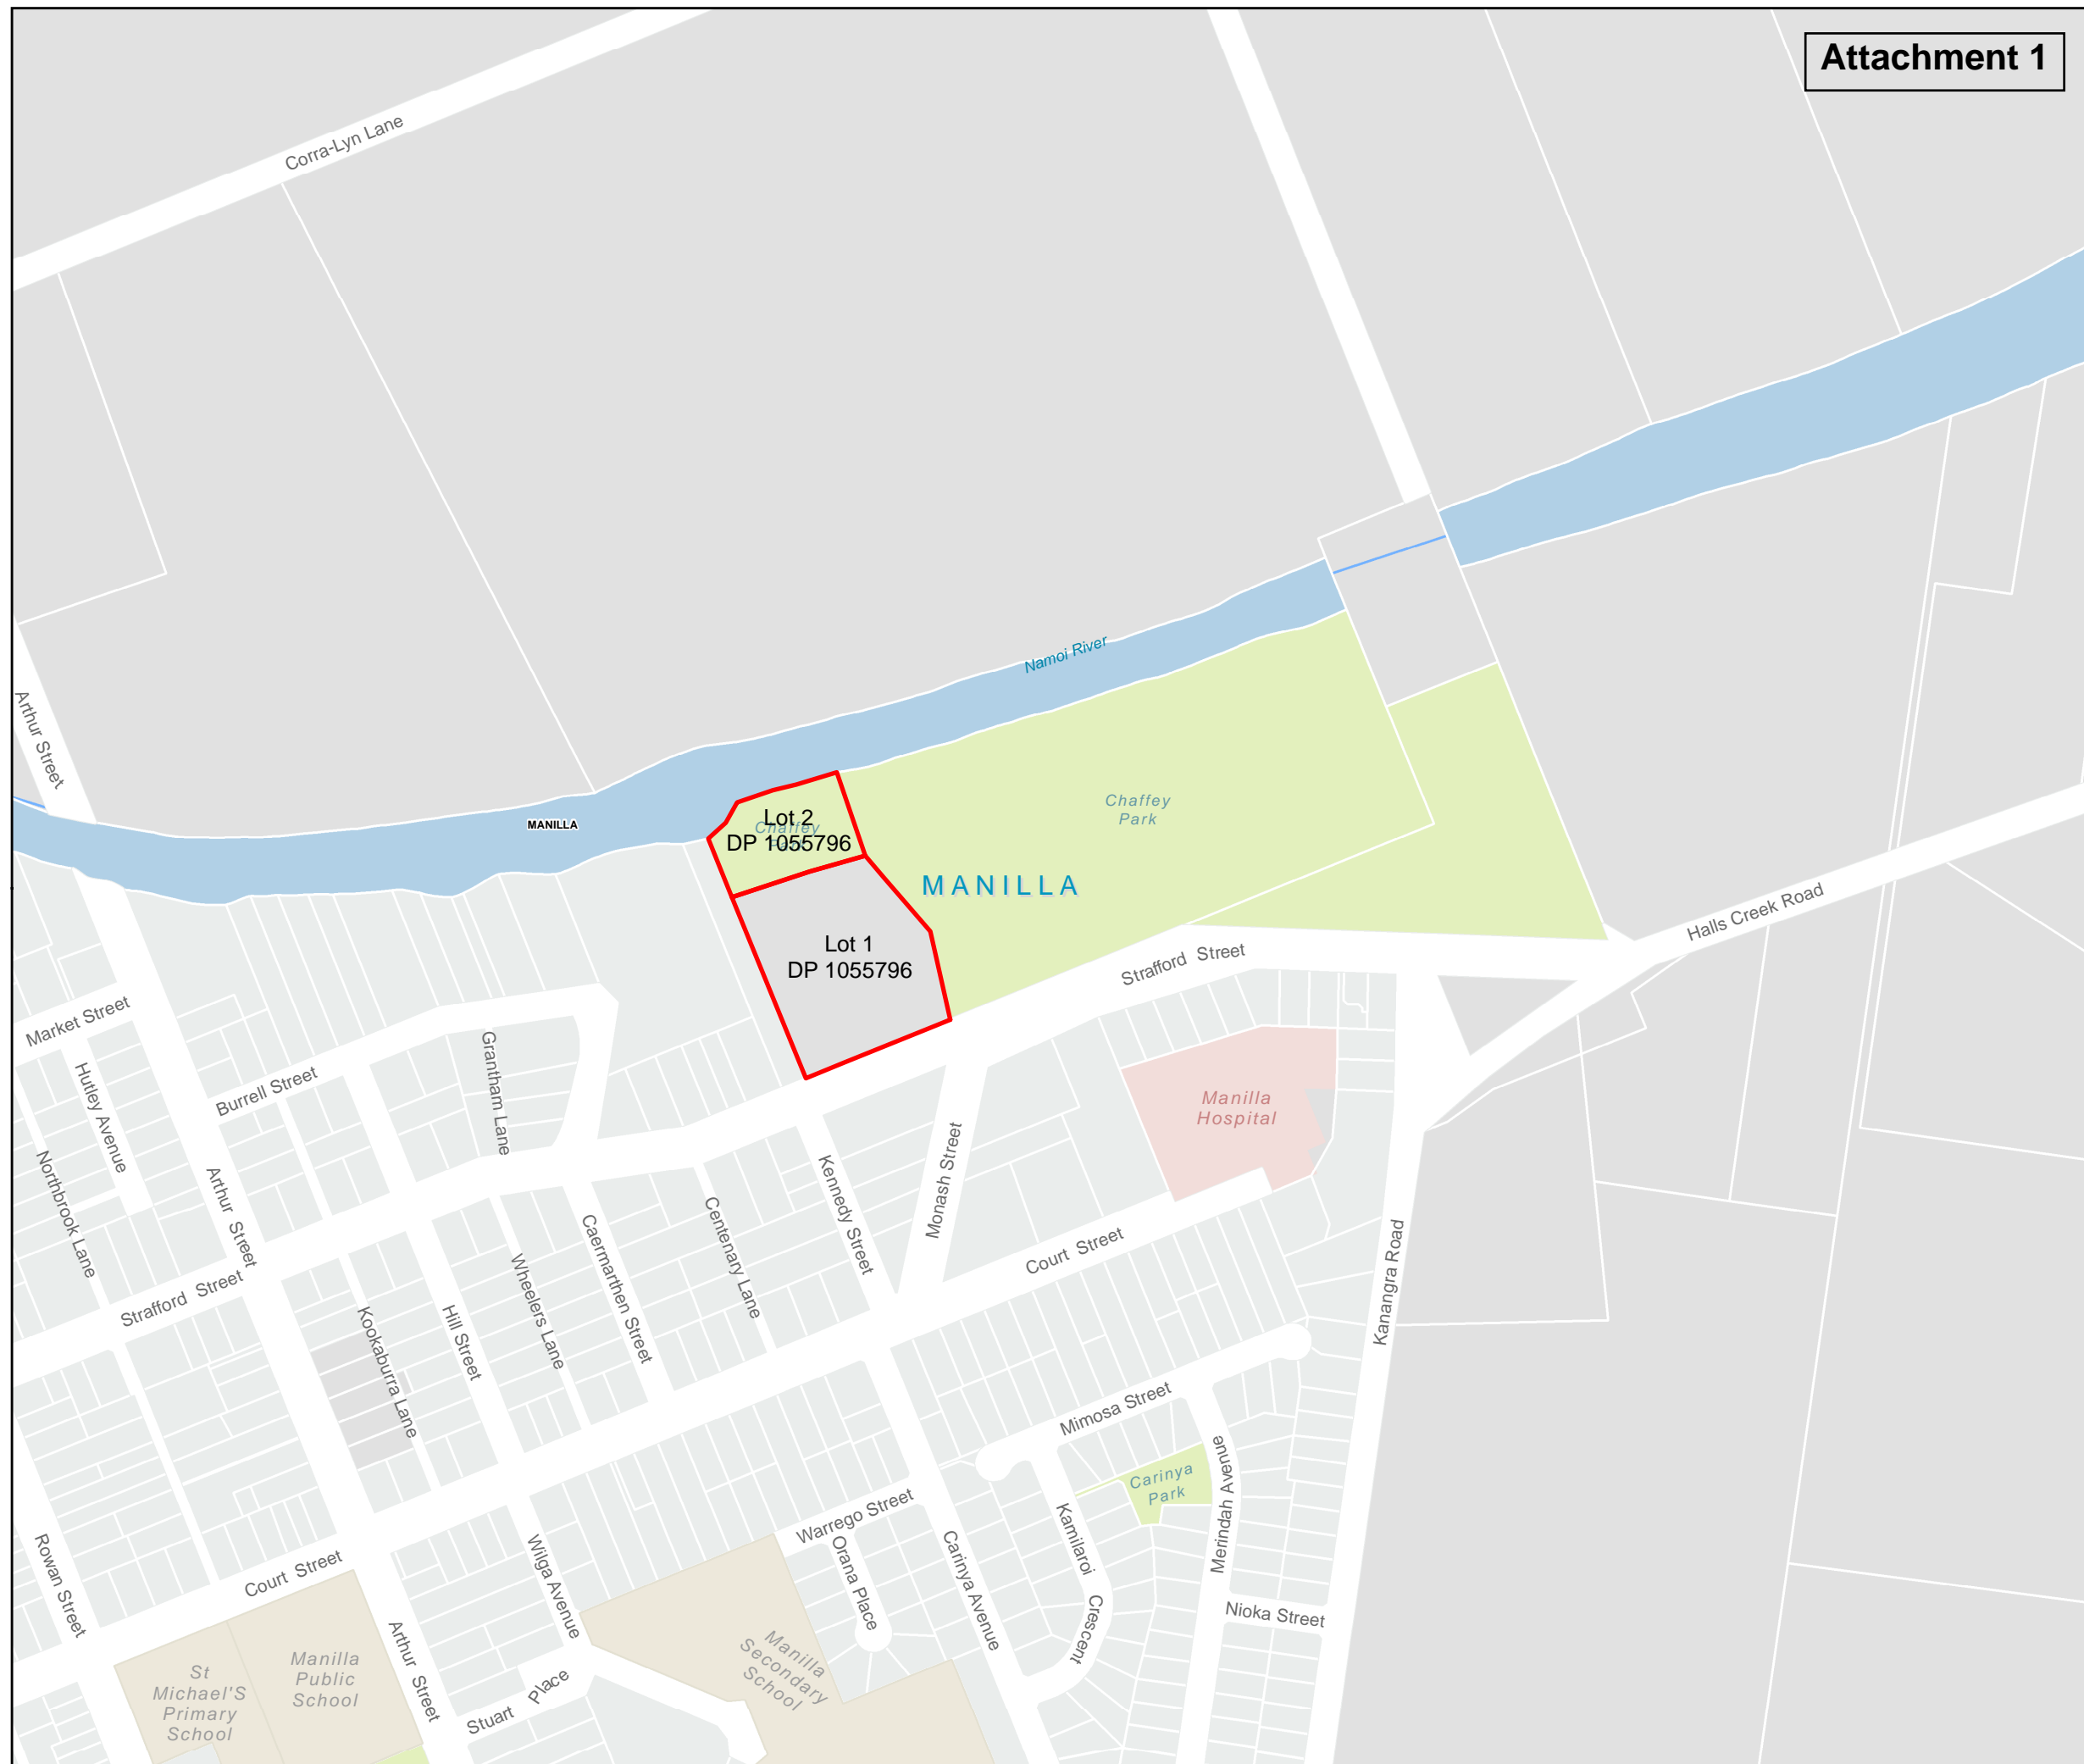 Attachment 1
Corra-Lyn Lane
Namoi River
Arthur Street
Chaffey
Park
MANILLA
Lot 2
Chaffey
Park
DP 1055796
MANILLA
Halls Creek Road
Lot 1
DP 1055796
Strafford Street
Market Street
Grantham Lane
Hutley Avenue
Burrell Street
Manilla
Hospital
Northbrook Lane
Arthur Street
Kennedy Street
Monash Street
Centenary Lane
Caermarthen Street
Court Street
Kanangra Road
Strafford Street
Wheelers Lane
Kookaburra Lane
Hill Street
Mimosa Street
Carinya
Park
Merindah Avenue
Warrego Street
Kamilaroi Crescent
Rowan Street
Court Street
Wilga Avenue
Orana Place
Carinya Avenue
Nioka Street
St
Michael'S
Primary
School
Manilla
Public
School
Arthur Street
Stuart Place
Manilla
Secondary
School